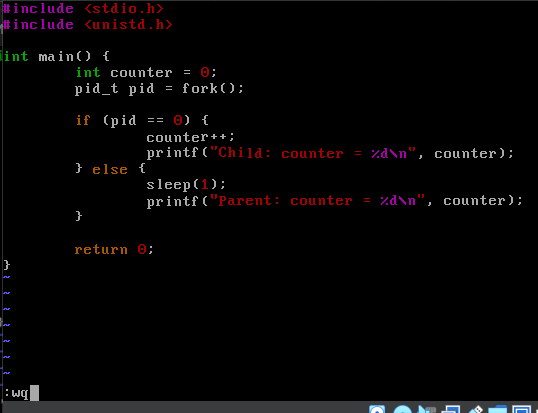 #include <stdio.h>
#include <unistd.h>
int main() {
int counter = 0;
pid_t pid = fork();
if (pid == 0) {
counter++;
printf("Child: counter = %d\n", counter);
} else {
sleep(1);
printf("Parent: counter = %d\n", counter);
}
return 0;
}
~
~
~
~
~
~
~
:wq